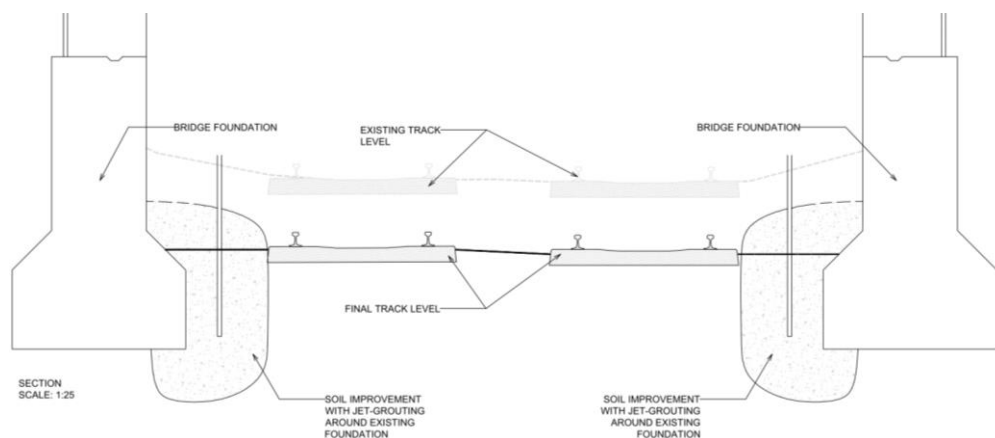 BRIDGE FOUNDATION
EXISTING TRACK
LEVEL
BRIDGE FOUNDATION
FINAL TRACK LEVEL
SECTION
SCALE: 1:25
SOIL IMPROVEMENT
WITH JET-GROUTING
AROUND EXISTING
FOUNDATION
SOIL IMPROVEMENT
WITH JET-GROUTING
AROUND EXISTING
FOUNDATION